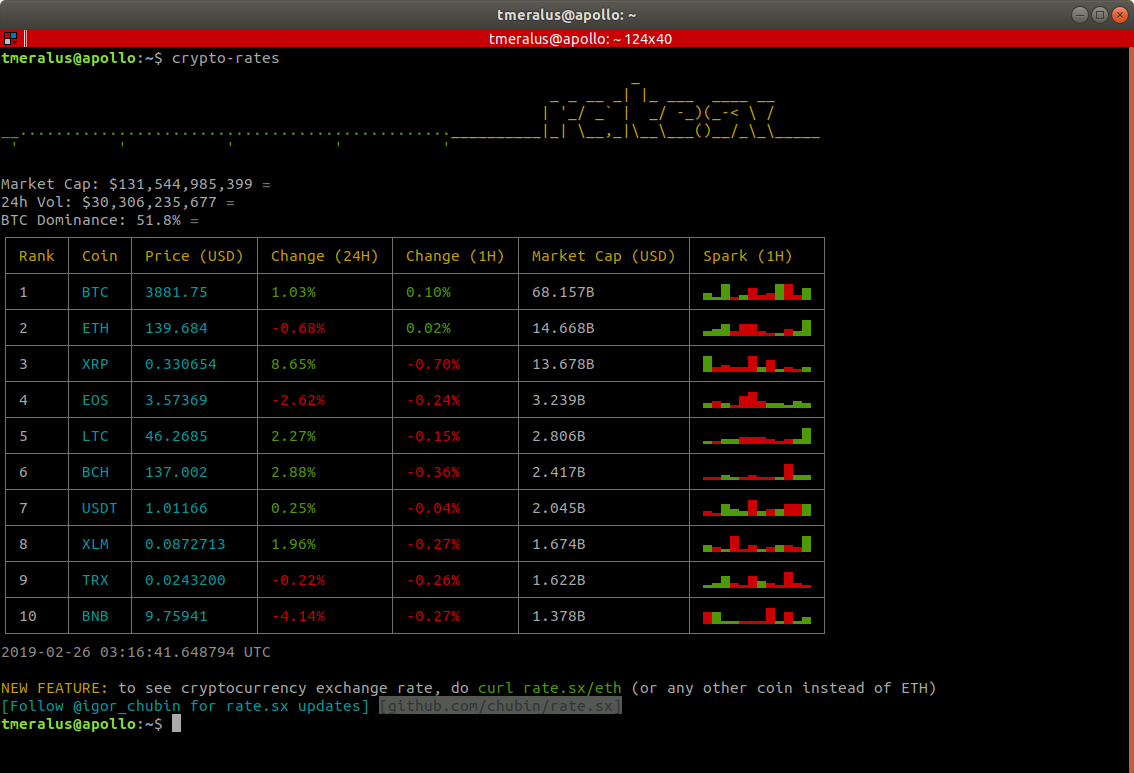 tmeralus@apollo: ~
tmeralus@apollo: ~ 124x40
tmeralus@apollo:~$ crypto-rates
rate.sx
Market Cap: $131,544,985,399 =
24h Vol: $30,306,235,677 =
BTC Dominance: 51.8% =
Rank Coin Price (USD) Change (24H) Change (1H) Market Cap (USD) Spark (1H)
1 BTC 3881.75 1.03% 0.10% 68.157B
2 ETH 139.684 -0.68% 0.02% 14.668B
3 XRP 0.330654 8.65% -0.70% 13.678B
4 EOS 3.57369 -2.62% -0.24% 3.239B
5 LTC 46.2685 2.27% -0.15% 2.806B
6 BCH 137.002 2.88% -0.36% 2.417B
7 USDT 1.01166 0.25% -0.04% 2.045B
8 XLM 0.0872713 1.96% -0.27% 1.674B
9 TRX 0.0243200 -0.22% -0.26% 1.622B
10 BNB 9.75941 -4.14% -0.27% 1.378B
2019-02-26 03:16:41.648794 UTC
NEW FEATURE: to see cryptocurrency exchange rate, do curl rate.sx/eth (or any other coin instead of ETH)
[Follow @igor_chubin for rate.sx updates] [github.com/chubin/rate.sx]
tmeralus@apollo:~$